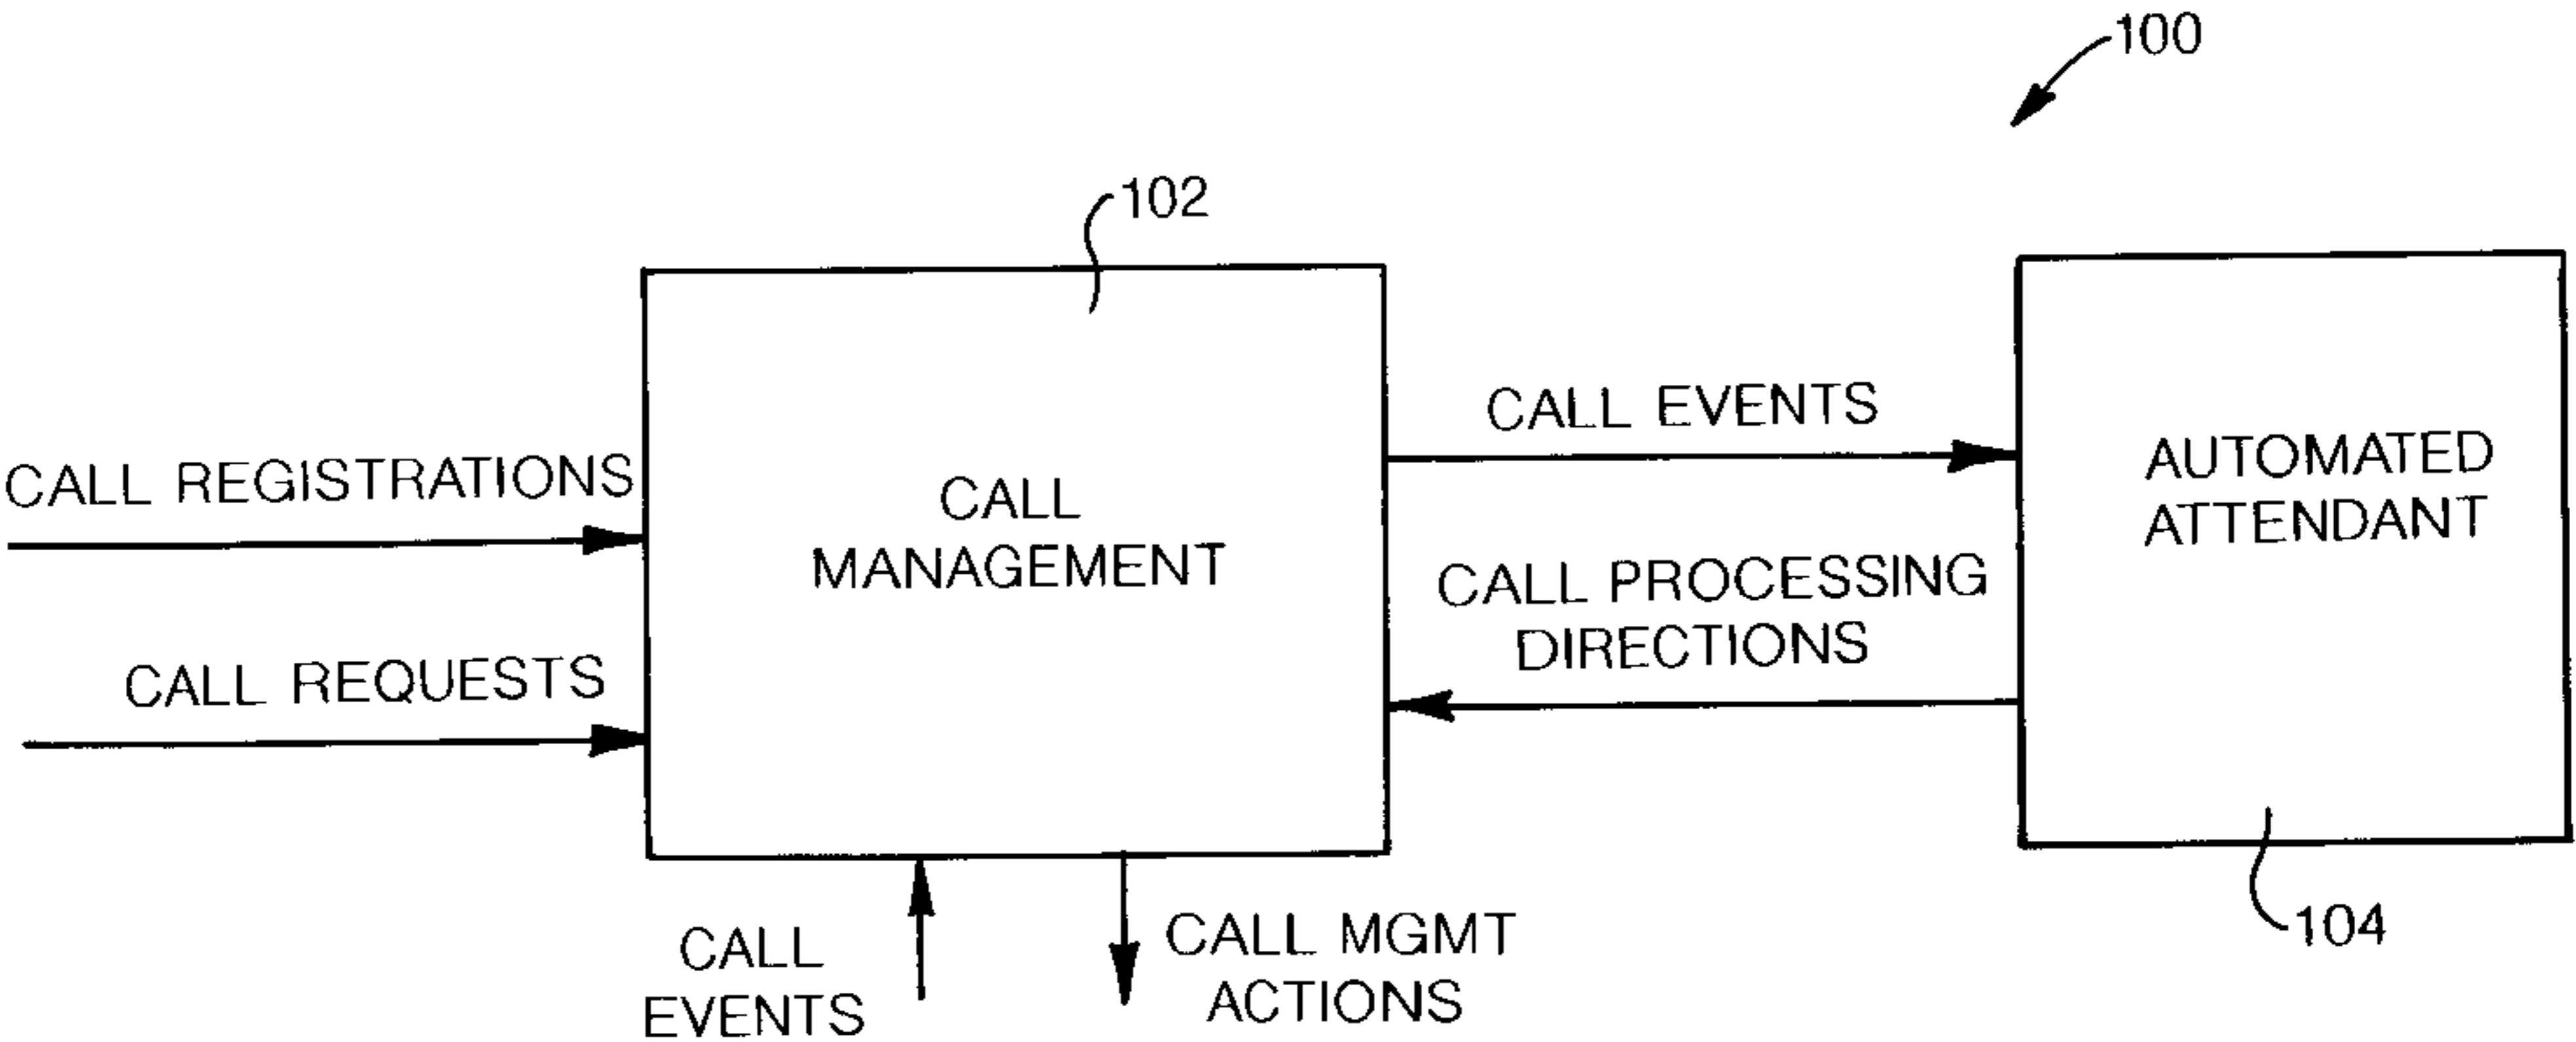 100
102
CALL REGISTRATIONS
CALL REQUESTS
CALL
MANAGEMENT
CALL EVENTS
CALL PROCESSING
DIRECTIONS
AUTOMATED
ATTENDANT
104
CALL
EVENTS
CALL MGMT
ACTIONS